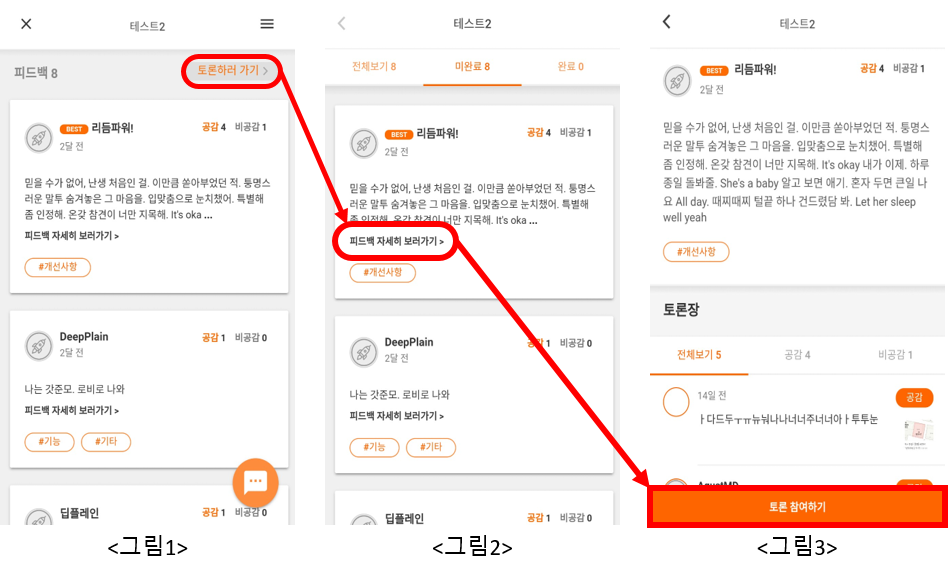 테스트2
피드백 8
토론하러 가기 >
BEST 리듬파워!
공감 4 비공감 1
2달 전
믿을 수가 없어, 난생 처음인 걸. 이만큼 쏟아부었던 적. 퉁명스
러운 말투 숨겨놓은 그 마음을. 입맞춤으로 눈치챘어. 특별해
좀 인정해. 온갖 참견이 너만 지목해. It's oka ...
피드백 자세히 보러가기 >
#개선사항
DeepPlain
공감 1 비공감 0
2달 전
나는 갓준모. 로비로 나와
피드백 자세히 보러가기 >
#기능 #기타
딥플레인
공감 1 비공감 0
<그림1>
테스트2
전체보기 8 미완료 8 완료 0
BEST 리듬파워!
공감 4 비공감 1
2달 전
믿을 수가 없어, 난생 처음인 걸. 이만큼 쏟아부었던 적. 퉁명스
러운 말투 숨겨놓은 그 마음을. 입맞춤으로 눈치챘어. 특별해
좀 인정해. 온갖 참견이 너만 지목해. It's oka ...
피드백 자세히 보러가기 >
#개선사항
DeepPlain
공감 1 비공감 0
2달 전
나는 갓준모. 로비로 나와
피드백 자세히 보러가기 >
#기능 #기타
딥플레인
공감 1 비공감 0
<그림2>
테스트2
BEST 리듬파워!
공감 4 비공감 1
2달 전
믿을 수가 없어, 난생 처음인 걸. 이만큼 쏟아부었던 적. 퉁명스
러운 말투 숨겨놓은 그 마음을. 입맞춤으로 눈치챘어. 특별해
좀 인정해. 온갖 참견이 너만 지목해. It's okay 내가 이제. 하루
종일 돌봐줄. She's a baby 알고 보면 애기. 혼자 두면 큰일 나
요 All day. 때찌때찌 털끝 하나 건드렸담 봐. Let her sleep
well yeah
#개선사항
토론장
전체보기 5 공감 4 비공감 1
14일 전
공감
AgustMD
토론 참여하기
<그림3>